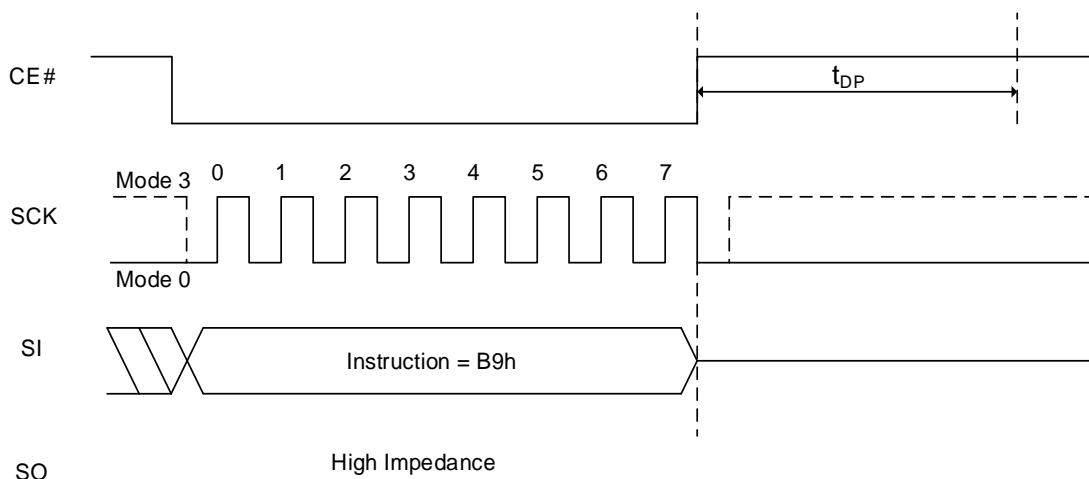 CE#
tDP
Mode 3
0 1 2 3 4 5 6 7
SCK
Mode 0
SI
Instruction = B9h
High Impedance
SO